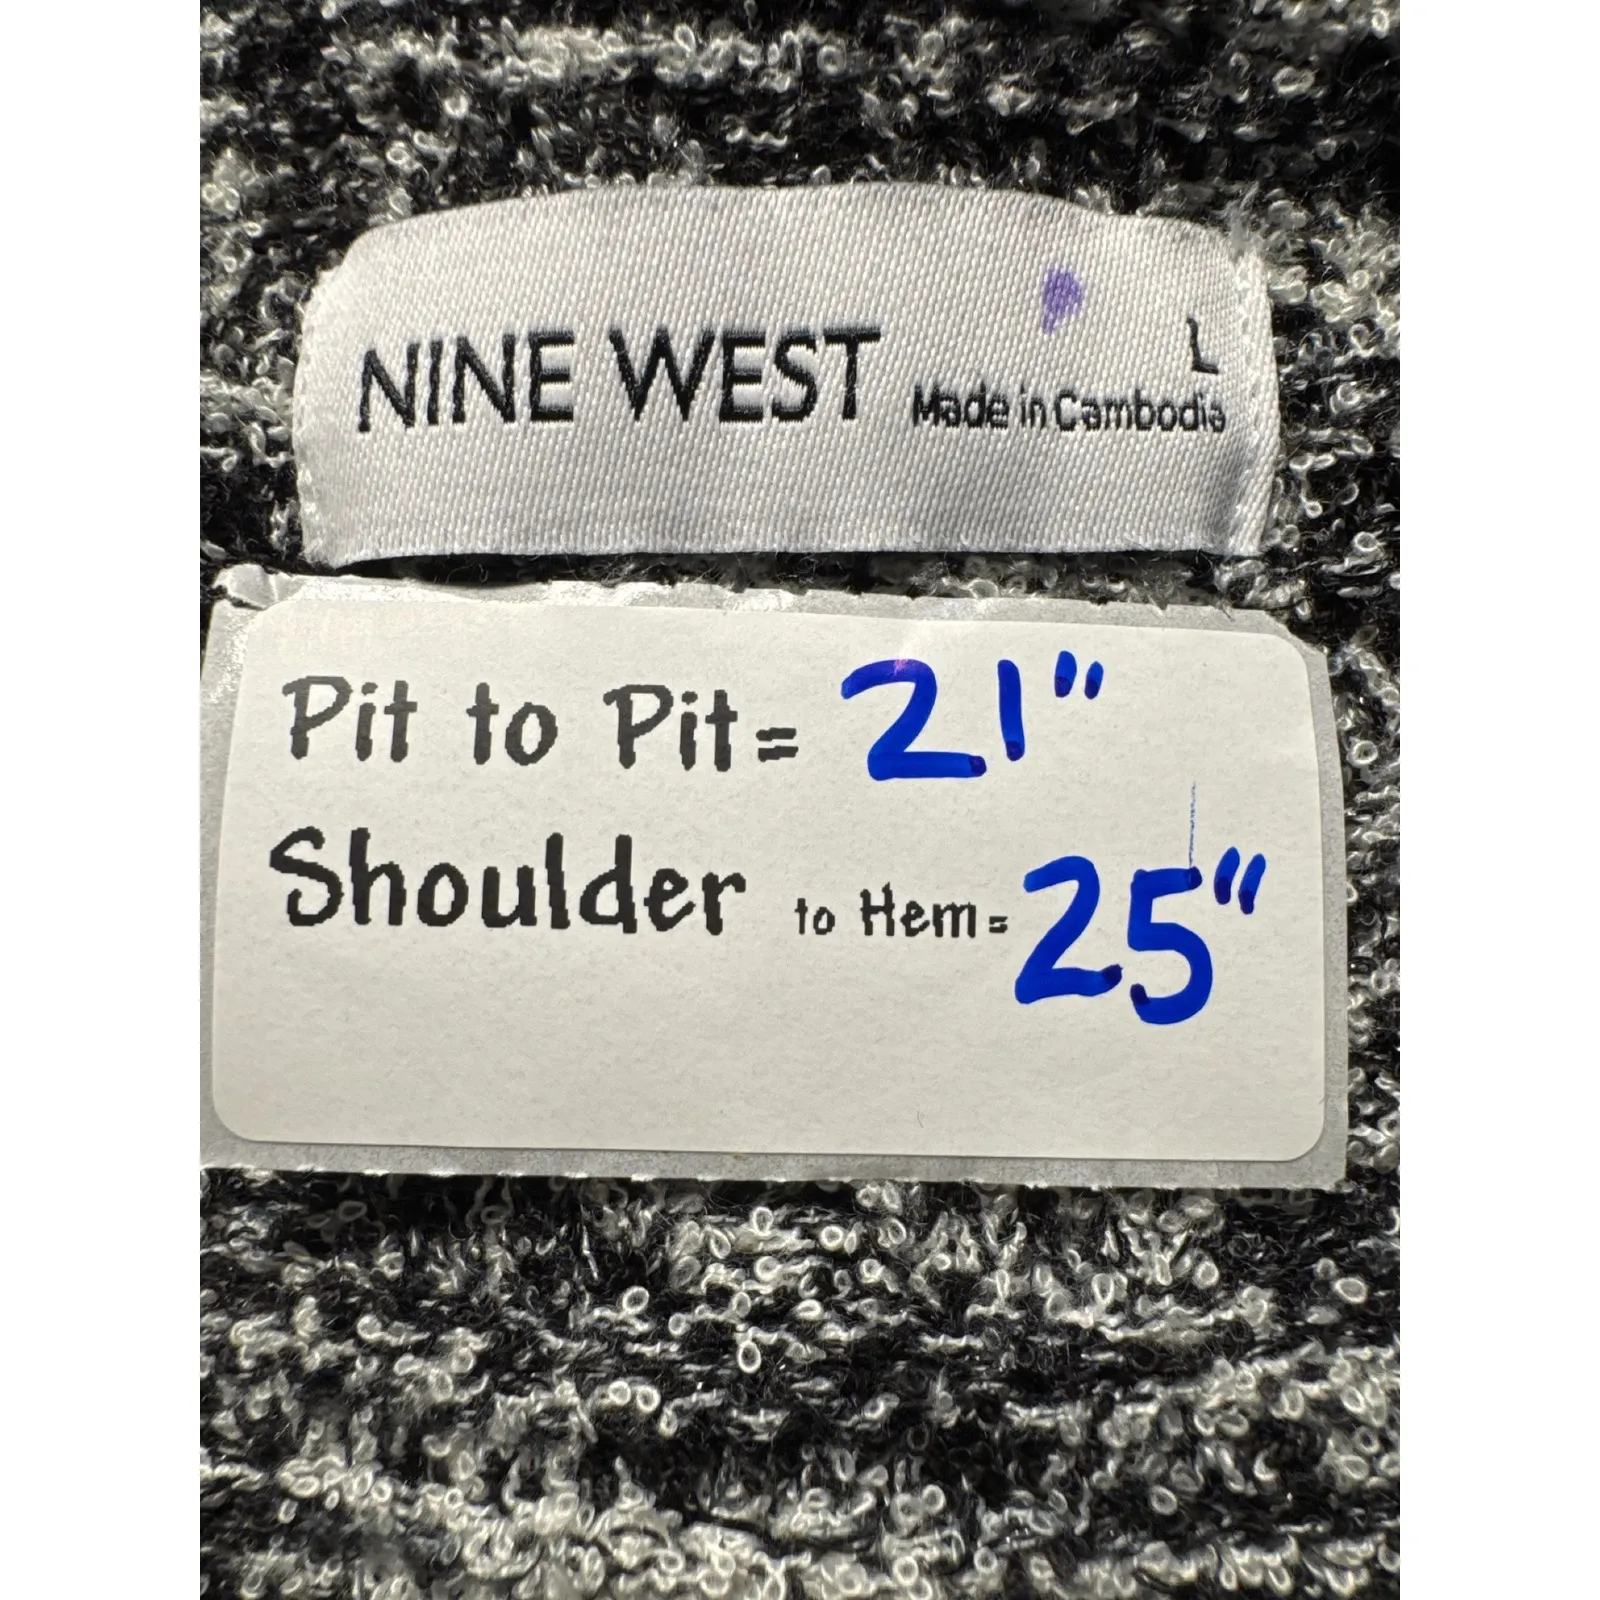 NINE WEST
L
Made in Cambodia
Pit to Pit= 21"
Shoulder to Hem= 25"